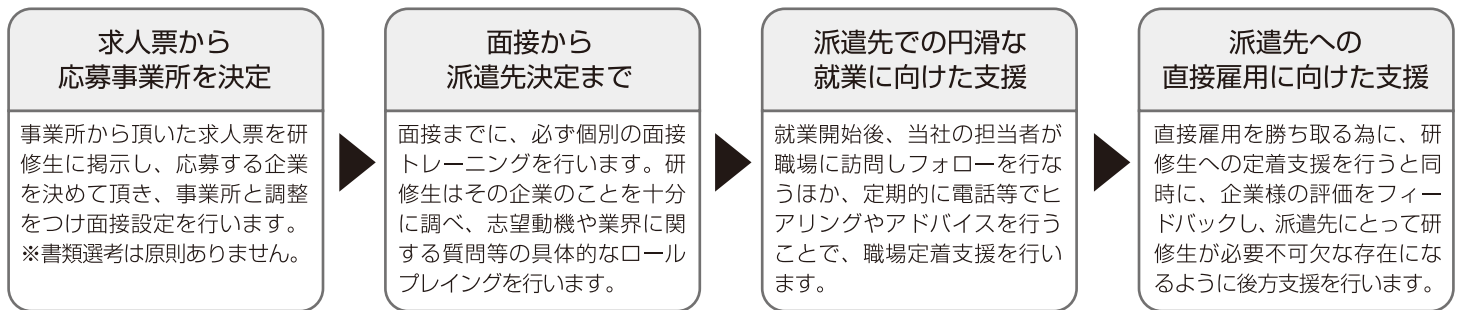 求人票から
応募事業所を決定
事業所から頂いた求人票を研
修生に掲示し、応募する企業
を決めて頂き、事業所と調整
をつけ面接設定を行います。
※書類選考は原則ありません。
面接から
派遣先決定まで
面接までに、必ず個別の面接
トレーニングを行います。研
修生はその企業のことを十分
に調べ、志望動機や業界に関
する質問等の具体的なロール
プレイングを行います。
派遣先での円滑な
就業に向けた支援
就業開始後、当社の担当者が
職場に訪問しフォローを行な
うほか、定期的に電話等でヒ
アリングやアドバイスを行う
ことで、職場定着支援を行い
ます。
派遣先への
直接雇用に向けた支援
直接雇用を勝ち取る為に、研
修生への定着支援を行うと同
時に、企業様の評価をフィー
ドバックし、派遣先にとって研
修生が必要不可欠な存在にな
るように後方支援を行います。